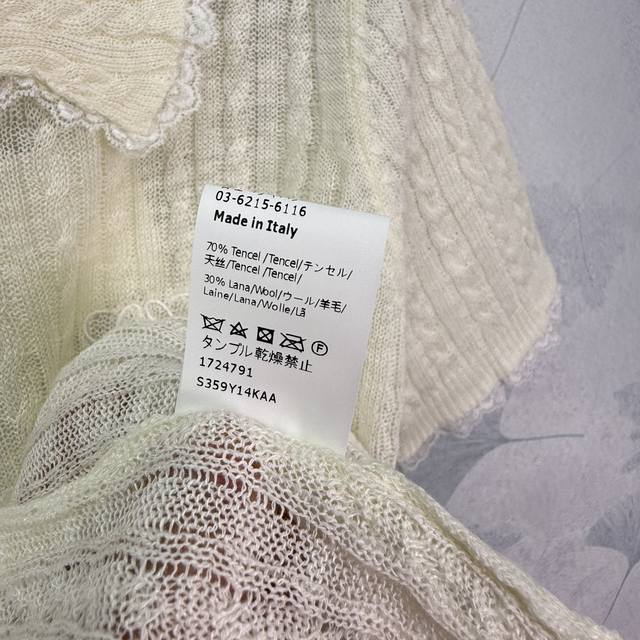 03-6215-6116
Made in Italy
70% Tencel /Tencel/テンセル/
天丝/Tencel /Tencel/
30% Lana/Wool/ウール/羊毛/
Laine/Lana/Wolle/Lã
F
タンブル乾燥禁止
1724791
S359Y14KAA